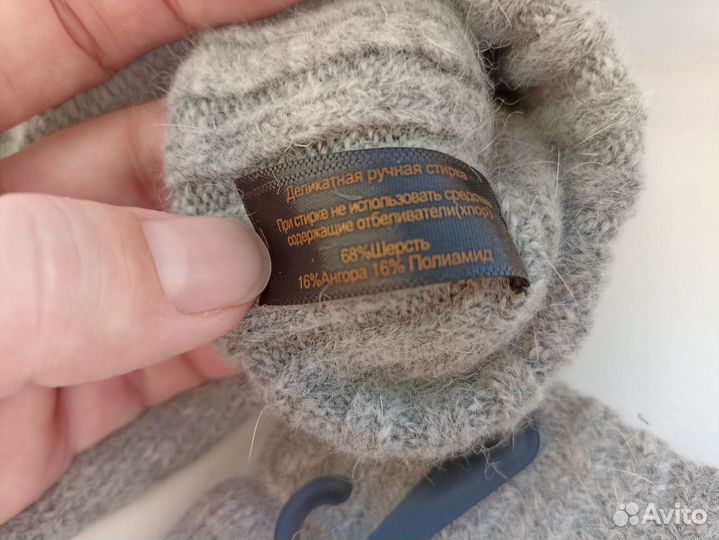 Деликатная ручная стирка
При стирке не использовать средства
содержащие отбеливатели(хлор)
68%Шерсть
16%Ангора 16% Полиамид
Avito